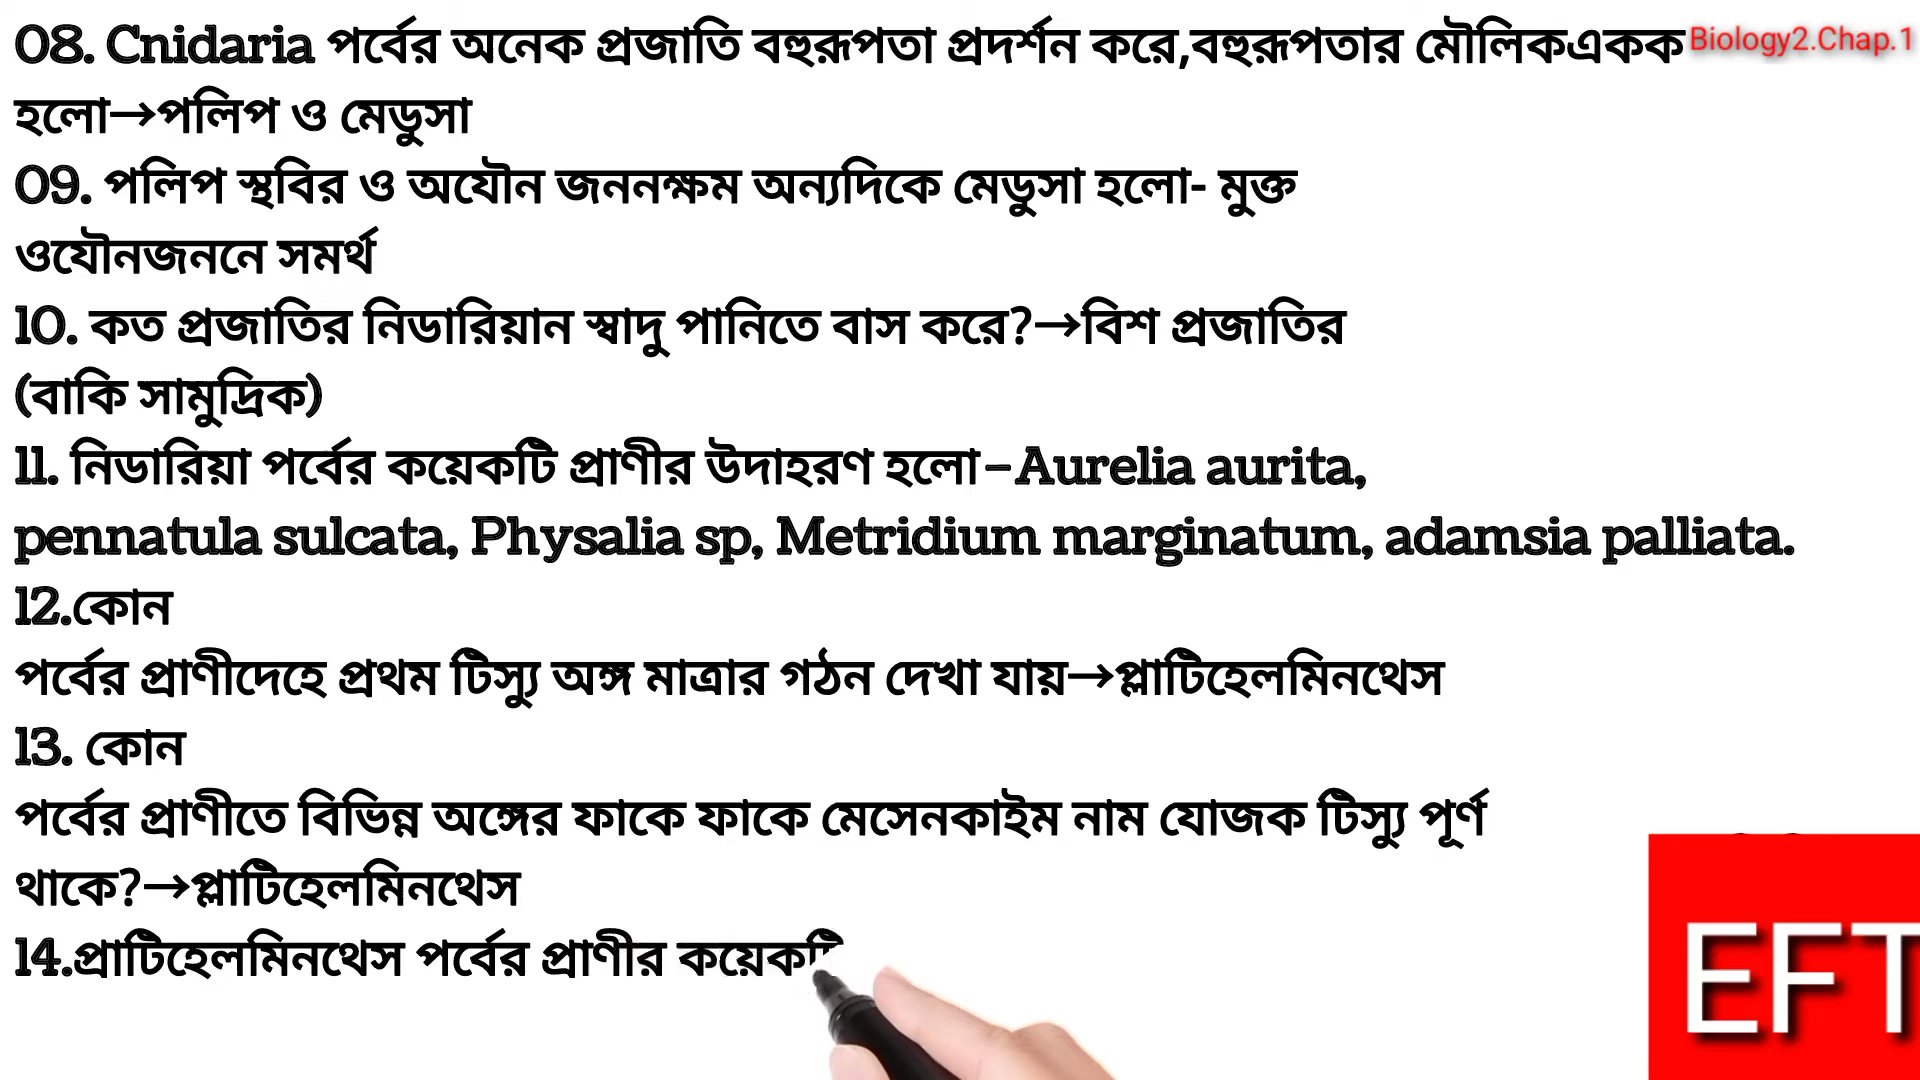 08. Cnidaria পর্বের অনেক প্রজাতি বহুরূপতা প্রদর্শন করে,বহুরূপতার মৌলিকএকক
Biology2.Chap.1
হলো→পলিপ ও মেডুসা
09. পলিপ স্থবির ও অযৌন জননক্ষম অন্যদিকে মেডুসা হলো- মুক্ত
ওযৌনজননে সমর্থ
10. কত প্রজাতির নিডারিয়ান স্বাদু পানিতে বাস করে?→বিশ প্রজাতির
(বাকি সামুদ্রিক)
11. নিডারিয়া পর্বের কয়েকটি প্রাণীর উদাহরণ হলো–Aurelia aurita,
pennatula sulcata, Physalia sp, Metridium marginatum, adamsia palliata.
12.কোন
পর্বের প্রাণীদেহে প্রথম টিস্যু অঙ্গ মাত্রার গঠন দেখা যায়→প্লাটিহেলমিনথেস
13. কোন
পর্বের প্রাণীতে বিভিন্ন অঙ্গের ফাকে ফাকে মেসেনকাইম নাম যোজক টিস্যু পূর্ণ
থাকে?→প্লাটিহেলমিনথেস
14.প্রাটিহেলমিনথেস পর্বের প্রাণীর কয়েকটি
EFT